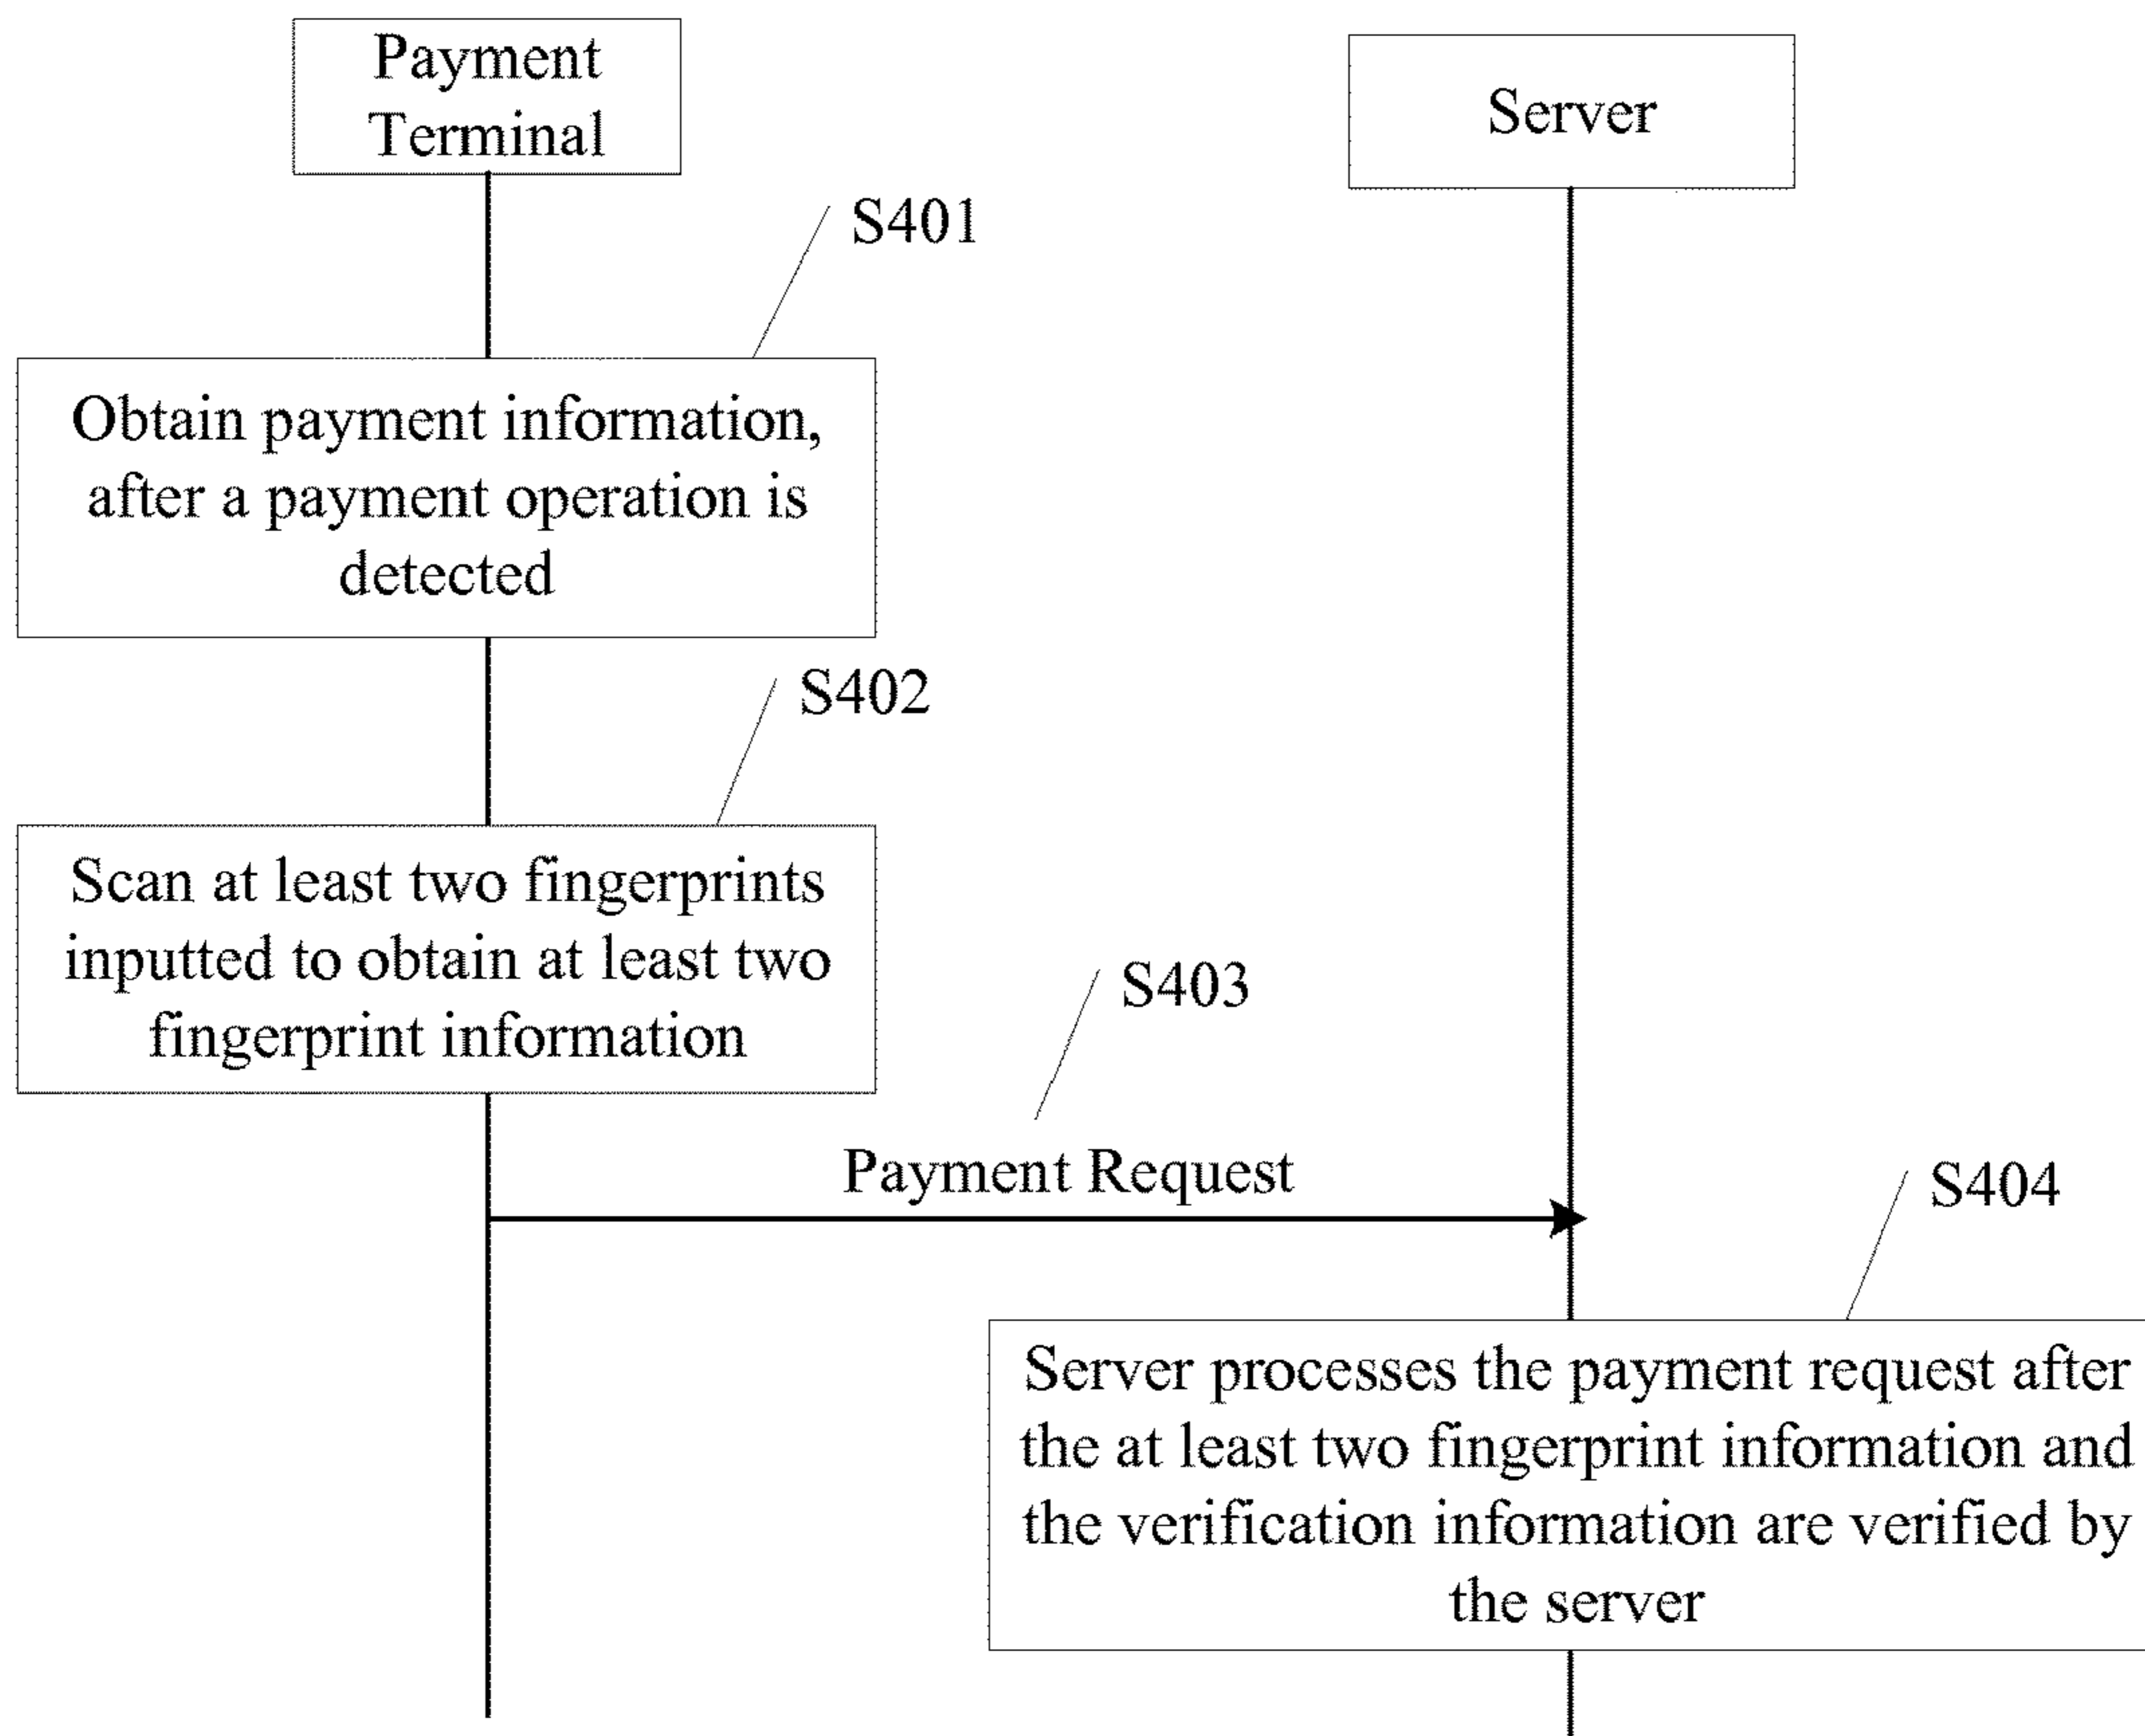 Payment
Terminal
Server
S401
Obtain payment information,
after a payment operation is
detected
S402
Scan at least two fingerprints
inputted to obtain at least two
fingerprint information
S403
Payment Request
S404
Server processes the payment request after
the at least two fingerprint information and
the verification information are verified by
the server